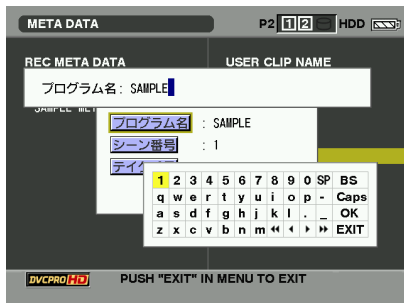 META DATA
P2 1 2 HDD
REC META DATA
USER CLIP NAME
プログラム名: SAMPLE
プログラム名 : SAMPLE
シーン番号 : 1
1 2 3 4 5 6 7 8 9 0 SP BS
q w e r t y u i o p - Caps
a s d f g h j k l . _ OK
z x c v b n m EXIT
DVCPRO HD
PUSH "EXIT" IN MENU TO EXIT